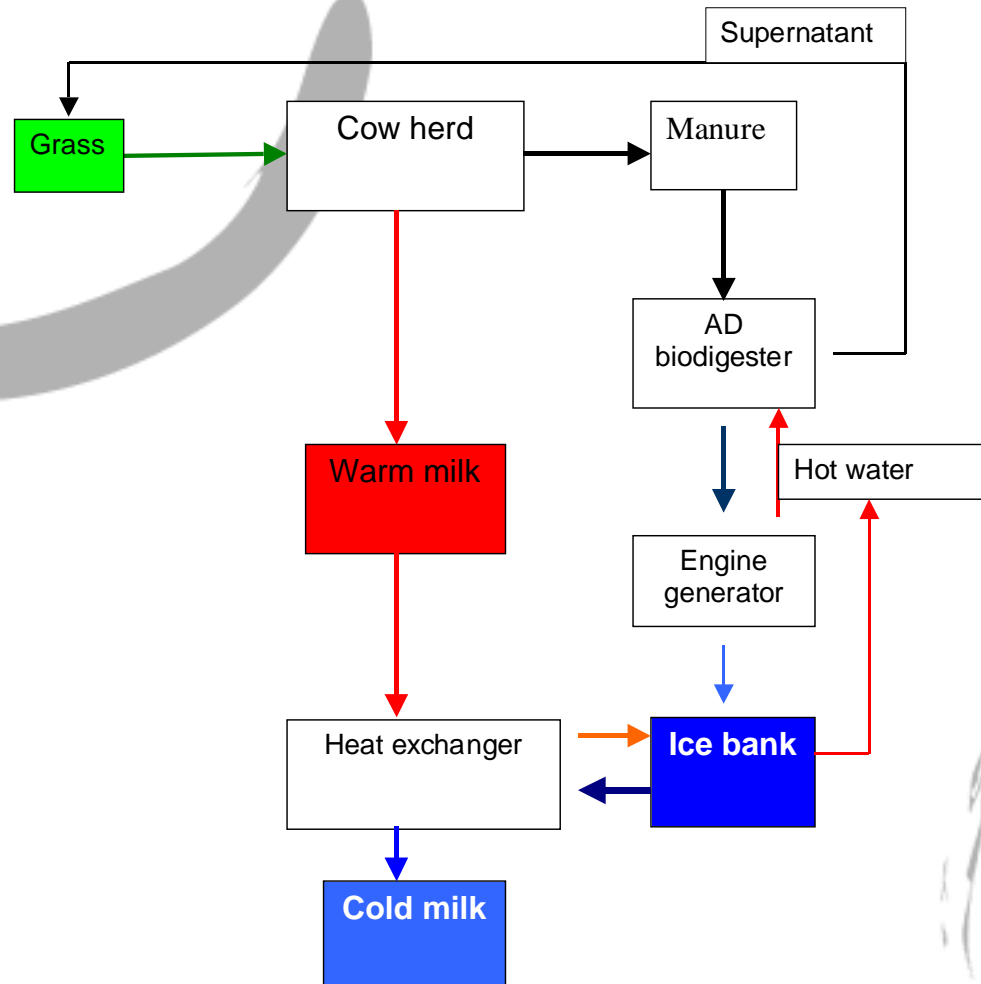 Supernatant
Grass
Cow herd
Manure
AD
biodigester
Warm milk
Hot water
Engine
generator
Heat exchanger
Ice bank
Cold milk